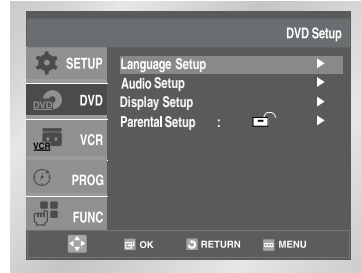 DVD Setup
SETUP
Language Setup
Audio Setup
DVD
DVD
Display Setup
Parental Setup :
VCR
VCR
PROG
FUNC
OK
RETURN
MENU